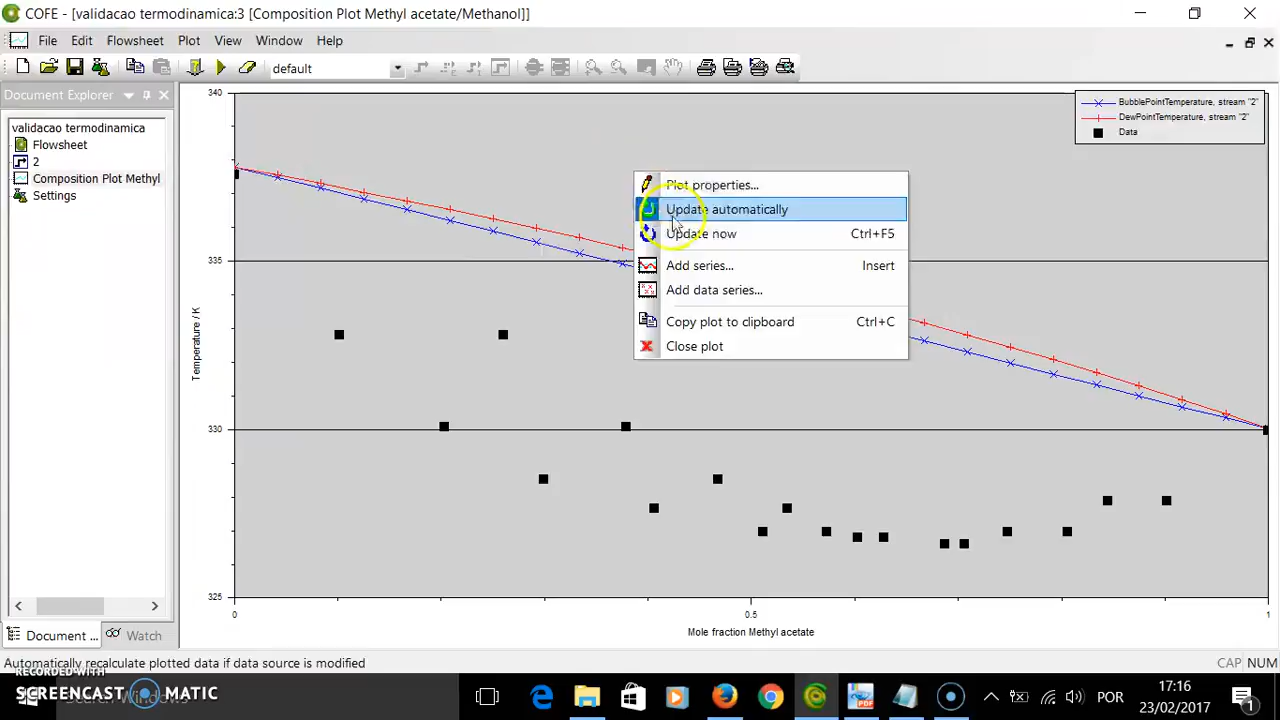 COFE - [validacao termodinamica:3 [Composition Plot Methyl acetate/Methanol]]
File Edit Flowsheet Plot View Window Help
default
Document Explorer
validacao termodinamica
Flowsheet
2
Composition Plot Methyl
Settings
Document ... Watch
340
335
330
325
Temperature / K
0 0.5 1
Mole fraction Methyl acetate
BubblePointTemperature, stream "2"
DewPointTemperature, stream "2"
Data
Plot properties...
Update automatically
Update now Ctrl+F5
Add series... Insert
Add data series...
Copy plot to clipboard Ctrl+C
Close plot
Automatically recalculate plotted data if data source is modified
CAP NUM
RECORDED WITH
SCREENCAST MATIC
POR
17:16
23/02/2017
1